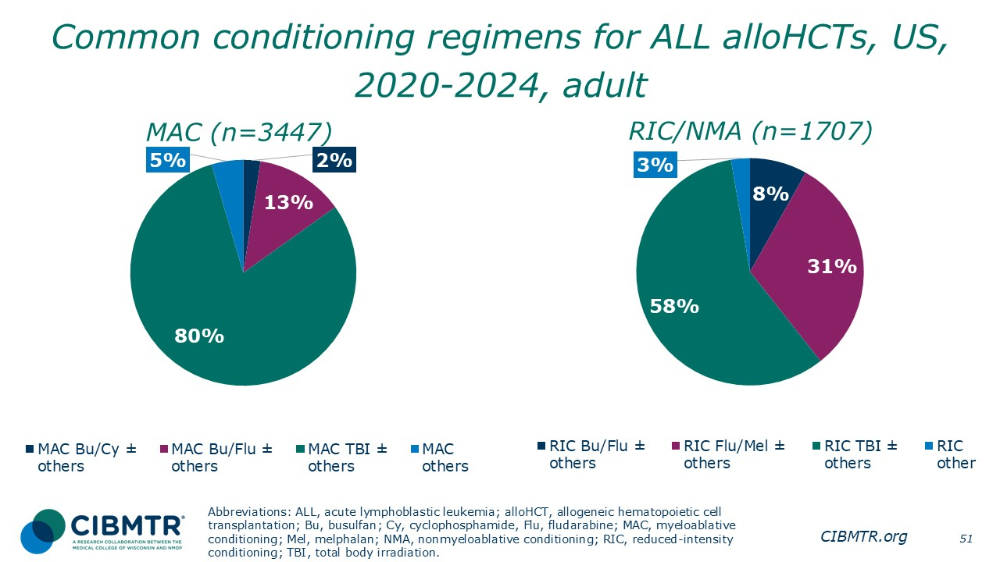 Common conditioning regimens for ALL alloHCTs, US,
2020-2024, adult
MAC (n=3447)
5%
2%
13%
80%
MAC Bu/Cy ±
others
MAC Bu/Flu ±
others
MAC TBI ±
others
MAC
others
RIC/NMA (n=1707)
3%
8%
31%
58%
RIC Bu/Flu ±
others
RIC Flu/Mel ±
others
RIC TBI ±
others
RIC
other
CIBMTR®
A RESEARCH COLLABORATION BETWEEN THE
MEDICAL COLLEGE OF WISCONSIN AND NMDP
Abbreviations: ALL, acute lymphoblastic leukemia; alloHCT, allogeneic hematopoietic cell
transplantation; Bu, busulfan; Cy, cyclophosphamide, Flu, fludarabine; MAC, myeloablative
conditioning; Mel, melphalan; NMA, nonmyeloablative conditioning; RIC, reduced-intensity
conditioning; TBI, total body irradiation.
CIBMTR.org
51